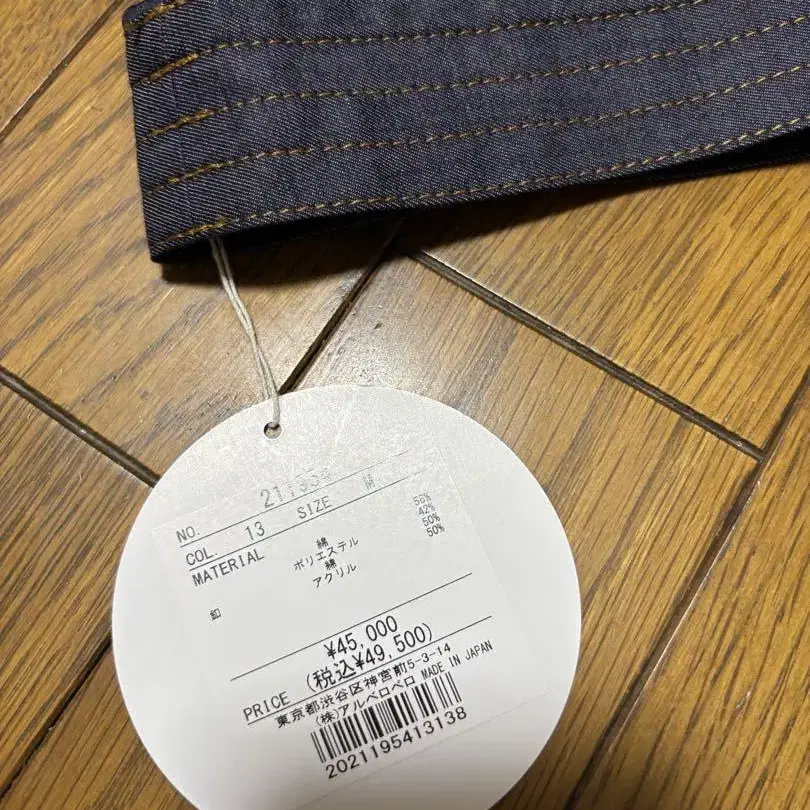 NO. 211954
COL. 13 SIZE M
MATERIAL 綿 58%
ポリエステル 42%
綿 50%
アクリル 50%
釦
¥45,000
PRICE (税込¥49,500)
東京都渋谷区神宮前5-3-14
(株)アルベロベロ MADE IN JAPAN
2021195413138